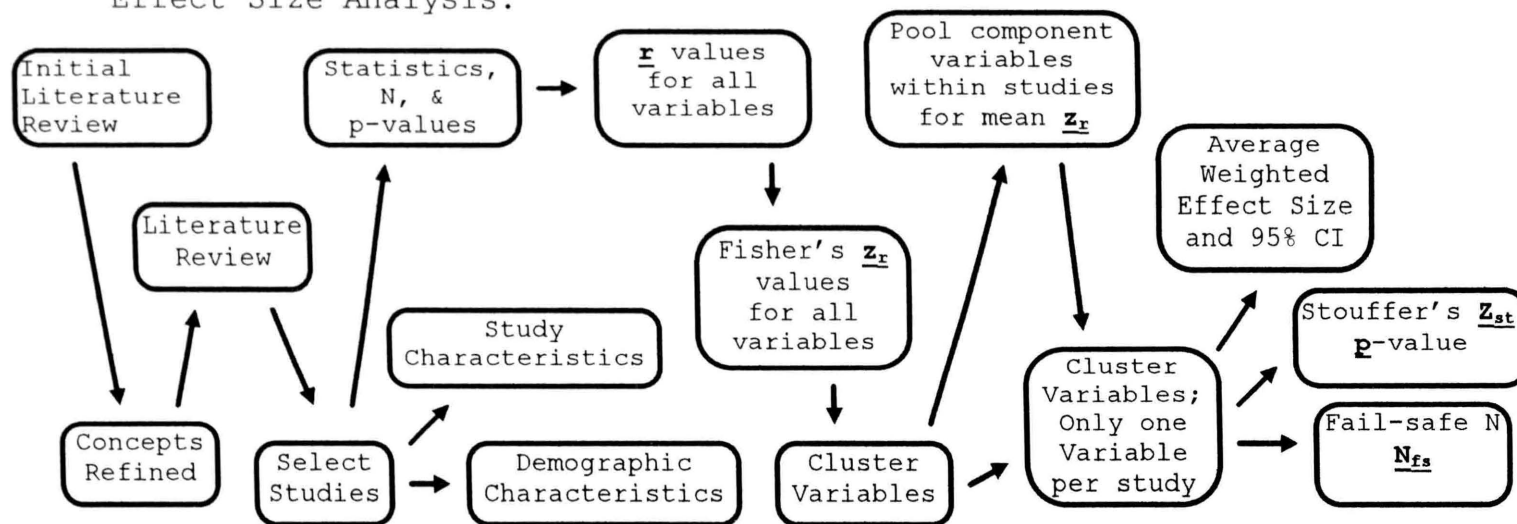 Effect Size Analysis.
Initial
Literature
Review
Concepts
Refined
Literature
Review
Select
Studies
Statistics,
N, &
p-values
Study
Characteristics
Demographic
Characteristics
r values
for all
variables
Fisher's zr
values
for all
variables
Cluster
Variables
Pool component
variables
within studies
for mean zr
Cluster
Variables;
Only one
Variable
per study
Average
Weighted
Effect Size
and 95% CI
Stouffer's Zst
p-value
Fail-safe N
Nfs